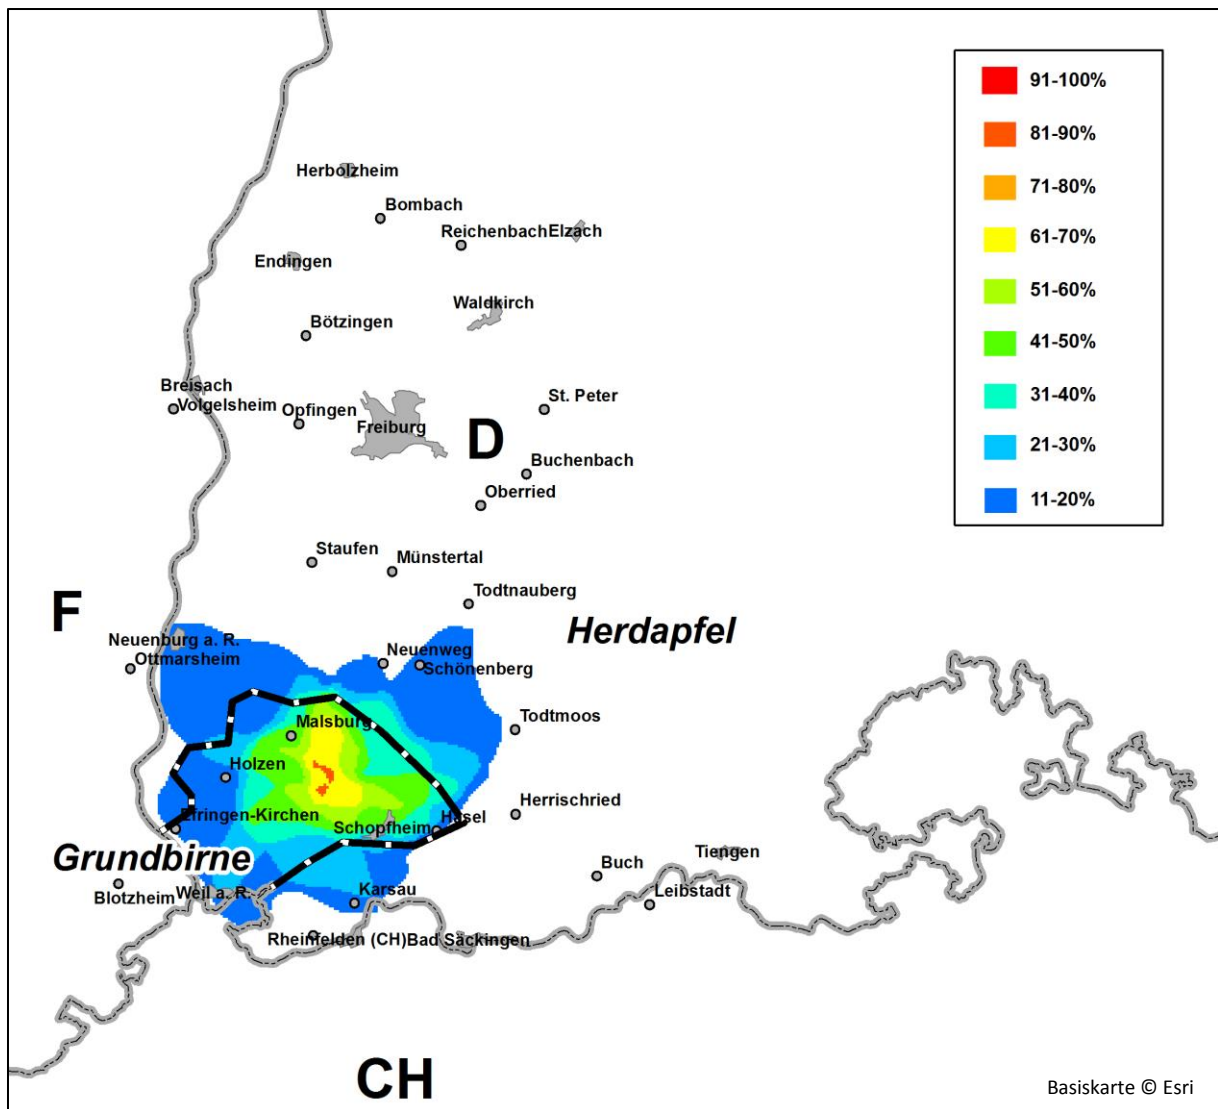 91-100%
81-90%
71-80%
61-70%
51-60%
41-50%
31-40%
21-30%
11-20%
Herbolzheim
Bombach
Reichenbach
Elzach
Endingen
Waldkirch
Bötzingen
Breisach
Volgelsheim
Opfingen
Freiburg
D
St. Peter
Buchenbach
Oberried
Staufen
Münstertal
Todtnauberg
F
Herdapfel
Neuenburg a. R.
Ottmarsheim
Neuenweg
Schönenberg
Malsburg
Todtmoos
Holzen
Efringen-Kirchen
Schopfheim
Hasel
Herrischried
Grundbirne
Blotzheim
Weil a. R.
Karsau
Buch
Tiengen
Leibstadt
Rheinfelden (CH)
Bad Säckingen
CH
Basiskarte © Esri